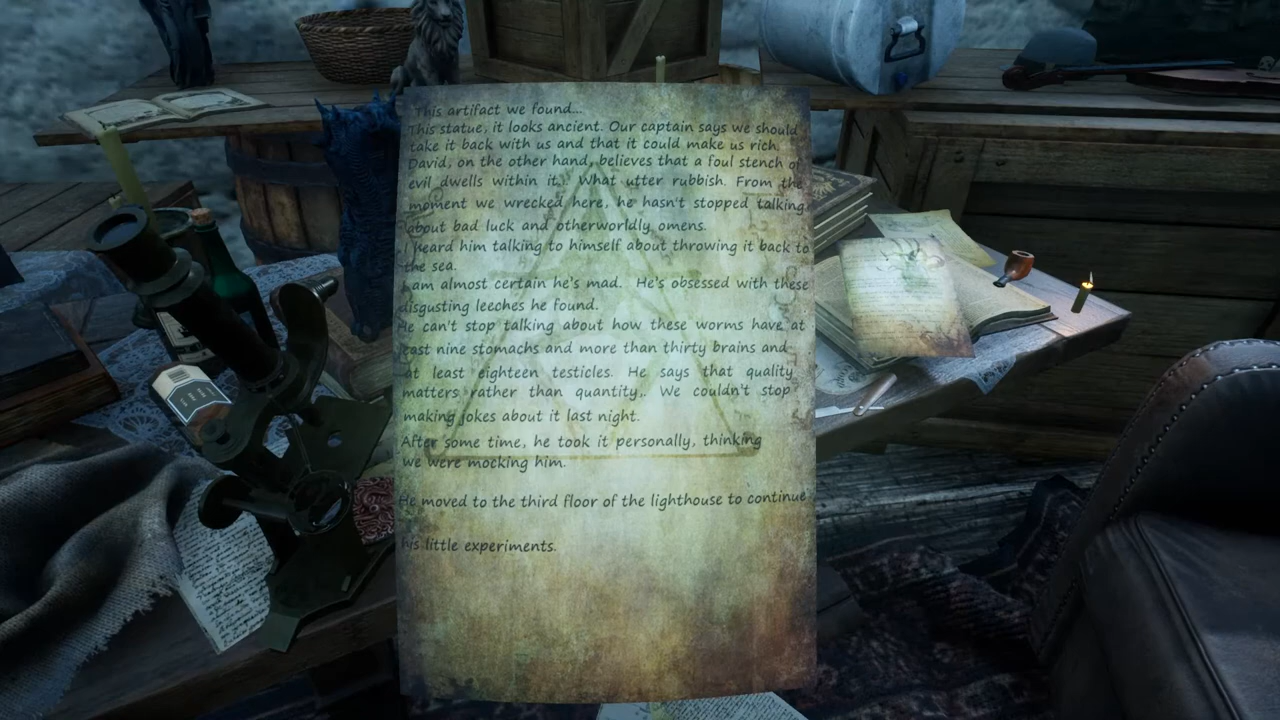 This artifact we found...
This statue, it looks ancient. Our captain says we should
take it back with us and that it could make us rich.
David, on the other hand, believes that a foul stench of
evil dwells within it.. What utter rubbish. From the
moment we wrecked here, he hasn't stopped talking
about bad luck and otherworldly omens.
I heard him talking to himself about throwing it back to
the sea.
I am almost certain he's mad. He's obsessed with these
disgusting leeches he found.
He can't stop talking about how these worms have at
east nine stomachs and more than thirty brains and
at least eighteen testicles. He says that quality
matters rather than quantity,. We couldn't stop
making jokes about it last night.
After some time, he took it personally, thinking
we were mocking him.
He moved to the third floor of the lighthouse to continue
his little experiments.